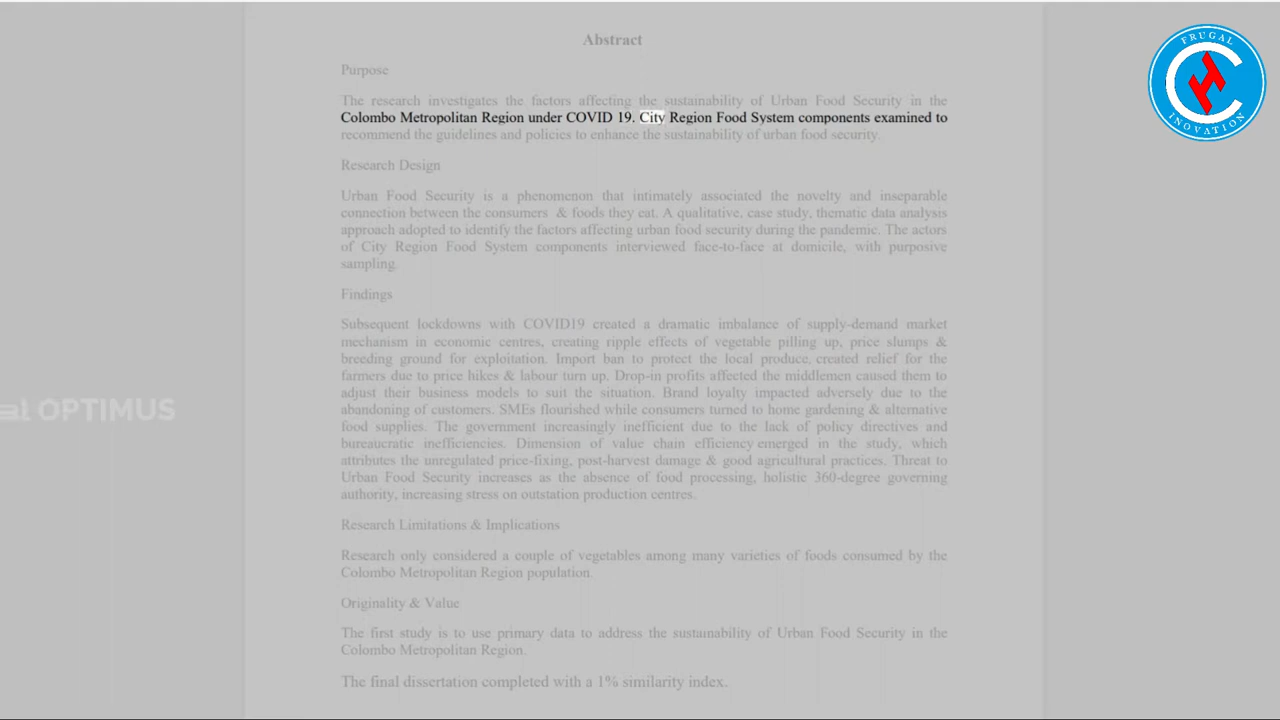 Abstract
FRUGAL
INOVATION
Purpose
The research investigates the factors affecting the sustainability of Urban Food Security in the
Colombo Metropolitan Region under COVID 19. City Region Food System components examined to
recommend the guidelines and policies to enhance the sustainability of urban food security.
Research Design
Urban Food Security is a phenomenon that intimately associated the novelty and inseparable
connection between the consumers & foods they eat. A qualitative, case study, thematic data analysis
approach adopted to identify the factors affecting urban food security during the pandemic. The actors
of City Region Food System components interviewed face-to-face at domicile, with purposive
sampling.
Findings
Subsequent lockdowns with COVID19 created a dramatic imbalance of supply-demand market
mechanism in economic centres, creating ripple effects of vegetable pilling up, price slumps &
breeding ground for exploitation. Import ban to protect the local produce, created relief for the
farmers due to price hikes & labour turn up. Drop-in profits affected the middlemen caused them to
adjust their business models to suit the situation. Brand loyalty impacted adversely due to the
abandoning of customers. SMEs flourished while consumers turned to home gardening & alternative
food supplies. The government increasingly inefficient due to the lack of policy directives and
bureaucratic inefficiencies. Dimension of value chain efficiency emerged in the study, which
attributes the unregulated price-fixing, post-harvest damage & good agricultural practices. Threat to
Urban Food Security increases as the absence of food processing, holistic 360-degree governing
authority, increasing stress on outstation production centres.
OPTIMUS
Research Limitations & Implications
Research only considered a couple of vegetables among many varieties of foods consumed by the
Colombo Metropolitan Region population.
Originality & Value
The first study is to use primary data to address the sustainability of Urban Food Security in the
Colombo Metropolitan Region.
The final dissertation completed with a 1% similarity index.